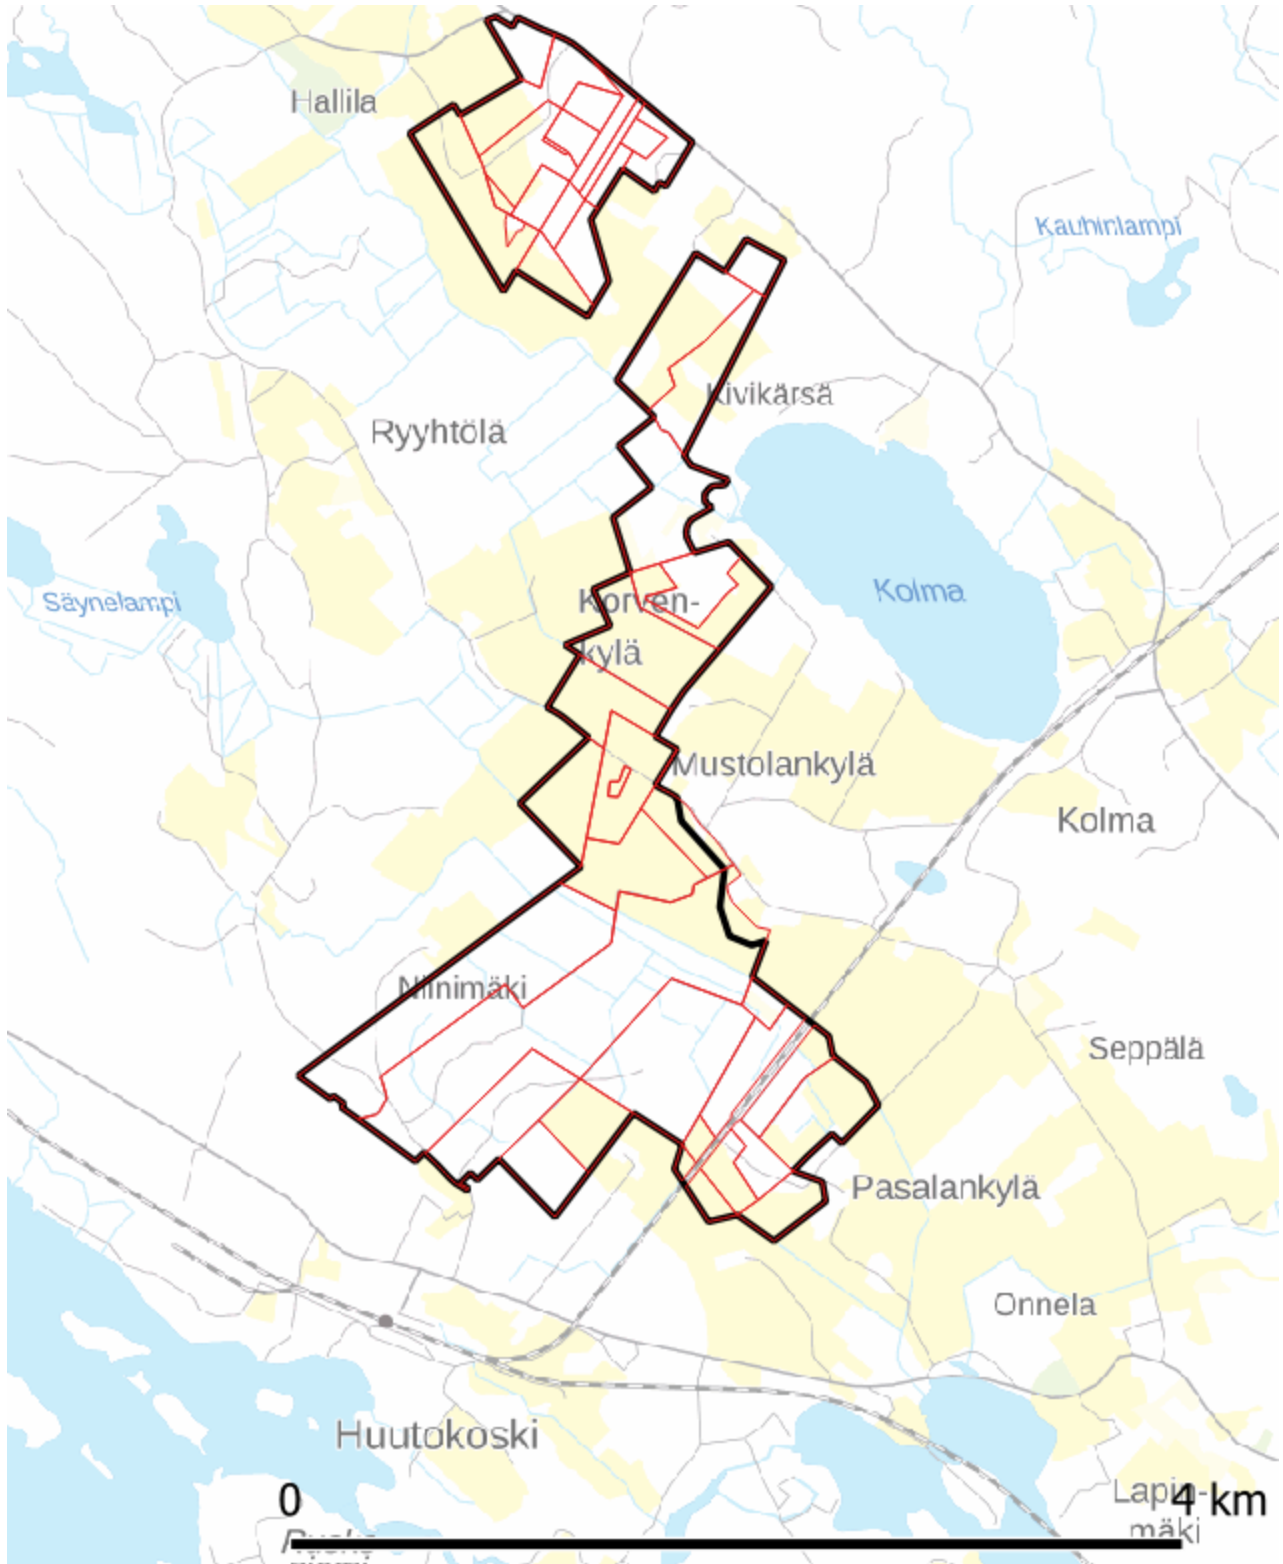 Hallila
Kauhinlampi
Kivikärsä
Ryyhtölä
Kolma
Säynelampi
Korven-
kylä
Mustolankylä
Kolma
Niinimäki
Seppälä
Pasalankylä
Onnela
Huutokoski
Lapin-
mäki
0
4 km